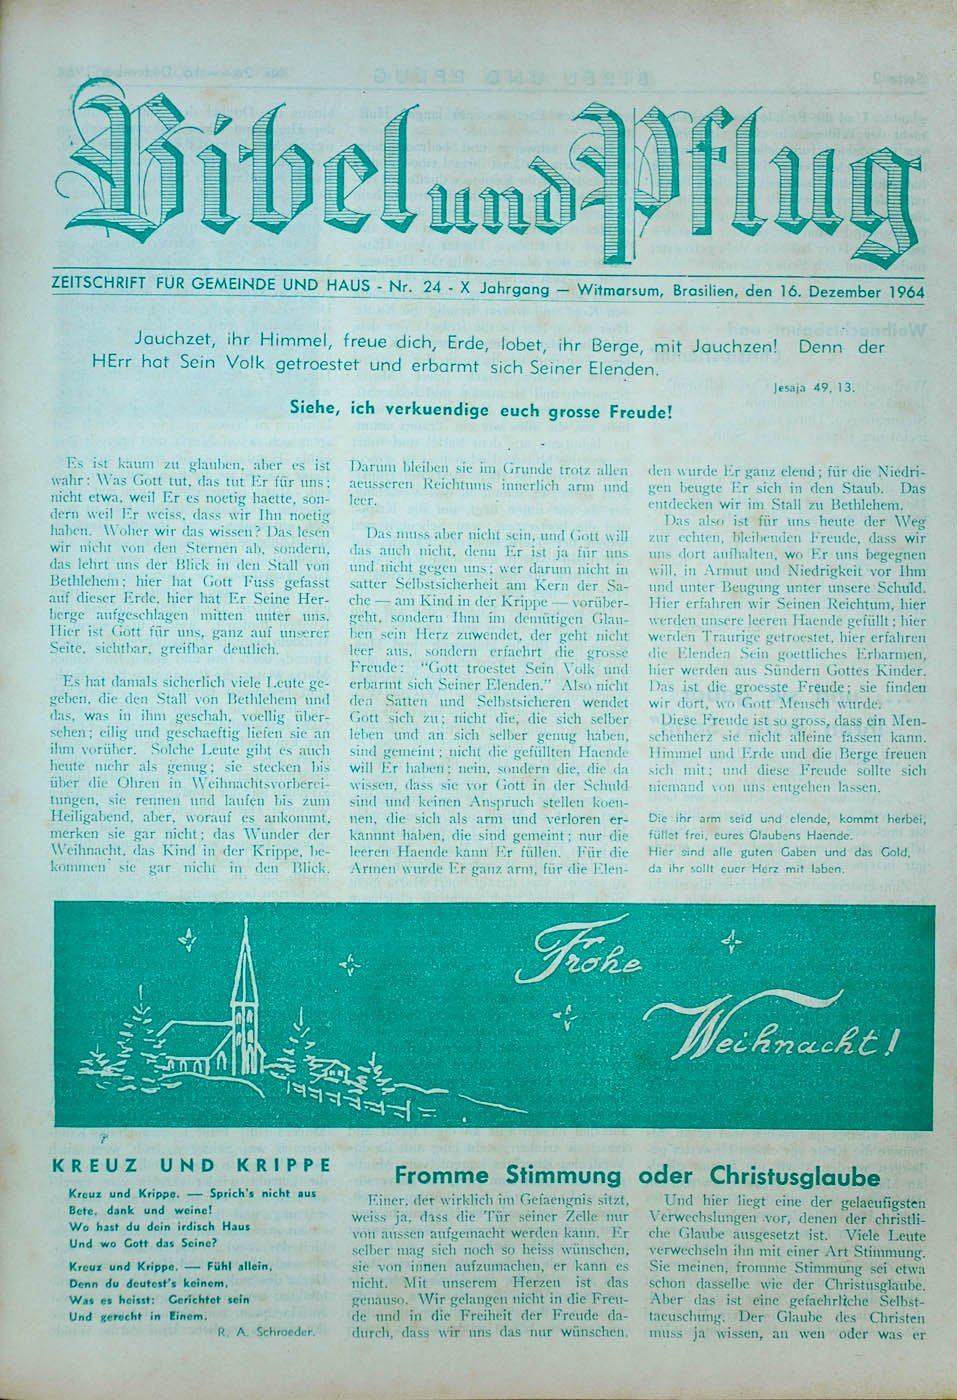 Bibel und Pflug
ZEITSCHRIFT FÜR GEMEINDE UND HAUS - Nr. 24 - X Jahrgang — Witmarsum, Brasilien, den 16. Dezember 1964
Jauchzet, ihr Himmel, freue dich, Erde, lobet, ihr Berge, mit Jauchzen! Denn der
HErr hat Sein Volk getroestet und erbarmt sich Seiner Elenden.
Jesaja 49, 13.
Siehe, ich verkuendige euch grosse Freude!
Es ist kaum zu glauben, aber es ist
wahr: Was Gott tut, das tut Er für uns;
nicht etwa, weil Er es noetig haette, son-
dern weil Er weiss, dass wir Ihn noetig
haben. Woher wir das wissen? Das lesen
wir nicht von den Sternen ab, sondern,
das lehrt uns der Blick in den Stall von
Bethlehem; hier hat Gott Fuss gefasst
auf dieser Erde, hier hat Er Seine Her-
berge aufgeschlagen mitten unter uns.
Hier ist Gott für uns, ganz auf unserer
Seite, sichtbar, greifbar deutlich.
Es hat damals sicherlich viele Leute ge-
geben, die den Stall von Bethlehem und
das, was in ihm geschah, voellig über-
sehen; eilig und geschaeftig liefen sie an
ihm vorüber. Solche Leute gibt es auch
heute mehr als genug; sie stecken bis
über die Ohren in Weihnachtsvorberei-
tungen, sie rennen und laufen bis zum
Heiligabend, aber, worauf es ankommt,
merken sie gar nicht; das Wunder der
Weihnacht, das Kind in der Krippe, be-
kommen sie gar nicht in den Blick.
Darum bleiben sie im Grunde trotz allen
aeusseren Reichtums innerlich arm und
leer.
Das muss aber nicht sein, und Gott will
das auch nicht, denn Er ist ja für uns
und nicht gegen uns; wer darum nicht in
satter Selbstsicherheit am Kern der Sa-
che — am Kind in der Krippe — vorüber-
geht, sondern Ihm im demütigen Glau-
ben sein Herz zuwendet, der geht nicht
leer aus, sondern erfaehrt die grosse
Freude: "Gott troestet Sein Volk und
erbarmt sich Seiner Elenden." Also nicht
den Satten und Selbstsicheren wendet
Gott sich zu; nicht die, die sich selber
leben und an sich selber genug haben,
sind gemeint; nicht die gefüllten Haende
will Er haben; nein, sondern die, die da
wissen, dass sie vor Gott in der Schuld
sind und keinen Anspruch stellen koen-
nen, die sich als arm und verloren er-
kannnt haben, die sind gemeint; nur die
leeren Haende kann Er füllen. Für die
Armen wurde Er ganz arm, für die Elen-
den wurde Er ganz elend; für die Niedri-
gen beugte Er sich in den Staub. Das
entdecken wir im Stall zu Bethlehem.
Das also ist für uns heute der Weg
zur echten, bleibenden Freude, dass wir
uns dort aufhalten, wo Er uns begegnen
will, in Armut und Niedrigkeit vor Ihm
und unter Beugung unter unsere Schuld.
Hier erfahren wir Seinen Reichtum, hier
werden unsere leeren Haende gefüllt; hier
werden Traurige getroestet, hier erfahren
die Elenden Sein goettliches Erbarmen,
hier werden aus Sündern Gottes Kinder.
Das ist die groesste Freude; sie finden
wir dort, wo Gott Mensch wurde.
Diese Freude ist so gross, dass ein Men-
schenherz sie nicht alleine fassen kann.
Himmel und Erde und die Berge freuen
sich mit; und diese Freude sollte sich
niemand von uns entgehen lassen.
Die ihr arm seid und elende, kommt herbei,
füllet frei, eures Glaubens Haende.
Hier sind alle guten Gaben und das Gold,
da ihr sollt euer Herz mit laben.
Frohe
Weihnacht!
KREUZ UND KRIPPE
Kreuz und Krippe. — Sprich's nicht aus
Bete, dank und weine!
Wo hast du dein irdisch Haus
Und wo Gott das Seine?
Kreuz und Krippe. — Fühl allein,
Denn du deutest's keinem,
Was es heisst: Gerichtet sein
Und gerecht in Einem.
R. A. Schroeder.
Fromme Stimmung oder Christusglaube
Einer, der wirklich im Gefaengnis sitzt,
weiss ja, dass die Tür seiner Zelle nur
von aussen aufgemacht werden kann. Er
selber mag sich noch so heiss wünschen,
sie von innen aufzumachen, er kann es
nicht. Mit unserem Herzen ist das
genauso. Wir gelangen nicht in die Freu-
de und in die Freiheit der Freude da-
durch, dass wir uns das nur wünschen.
Und hier liegt eine der gelaeufigsten
Verwechslungen vor, denen der christli-
che Glaube ausgesetzt ist. Viele Leute
verwechseln ihn mit einer Art Stimmung.
Sie meinen, fromme Stimmung sei etwa
schon dasselbe wie der Christusglaube.
Aber das ist eine gefaehrliche Selbst-
taeuschung. Der Glaube des Christen
muss ja wissen, an wen oder was er